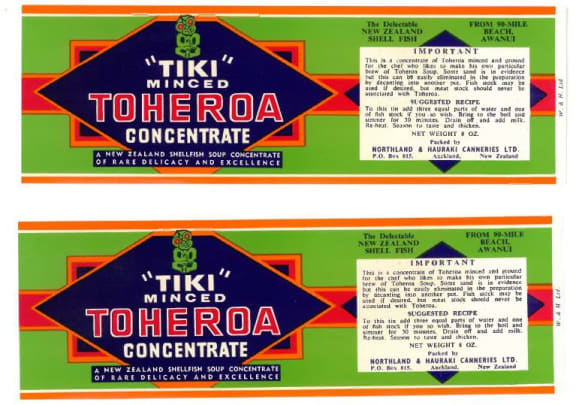 "TIKI"
MINCED
TOHEROA
CONCENTRATE
A NEW ZEALAND SHELLFISH SOUP CONCENTRATE
OF RARE DELICACY AND EXCELLENCE
The Delectable
NEW ZEALAND
SHELL FISH
FROM 90-MILE
BEACH,
AWANUI
IMPORTANT
This is a concentrate of Toheroa minced and ground
for the chef who likes to make his own particular
brew of Toheroa Soup. Some sand is in evidence
but this can be easily eliminated in the preparation
by decanting into another pot. Fish stock may be
used if desired, but meat stock should never be
associated with Toheroa.
SUGGESTED RECIPE
To this tin add three equal parts of water and one
of fish stock if you so wish. Bring to the boil and
simmer for 30 minutes. Drain off and add milk.
Re-heat. Season to taste and thicken.
NET WEIGHT 8 OZ.
Packed by
NORTHLAND & HAURAKI CANNERIES LTD.
P.O. Box 815, Auckland, New Zealand
W. & H. Ltd.
"TIKI"
MINCED
TOHEROA
CONCENTRATE
A NEW ZEALAND SHELLFISH SOUP CONCENTRATE
OF RARE DELICACY AND EXCELLENCE
The Delectable
NEW ZEALAND
SHELL FISH
FROM 90-MILE
BEACH,
AWANUI
IMPORTANT
This is a concentrate of Toheroa minced and ground
for the chef who likes to make his own particular
brew of Toheroa Soup. Some sand is in evidence
but this can be easily eliminated in the preparation
by decanting into another pot. Fish stock may be
used if desired, but meat stock should never be
associated with Toheroa.
SUGGESTED RECIPE
To this tin add three equal parts of water and one
of fish stock if you so wish. Bring to the boil and
simmer for 30 minutes. Drain off and add milk.
Re-heat. Season to taste and thicken.
NET WEIGHT 8 OZ.
Packed by
NORTHLAND & HAURAKI CANNERIES LTD.
P.O. Box 815, Auckland, New Zealand
W. & H. Ltd.